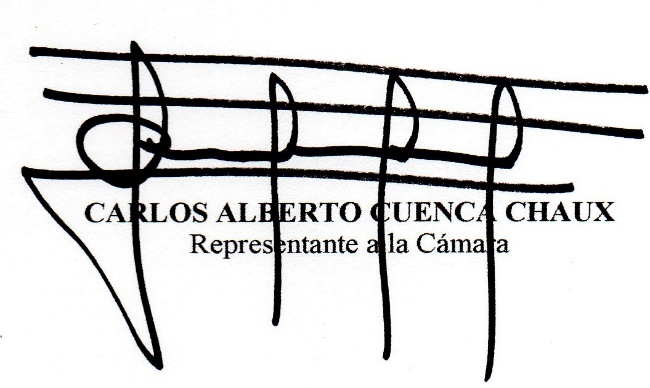 CARLOS ALBERTO CUENCA CHAUX
Representante a la Cámara